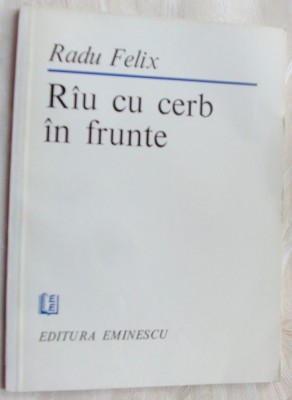 Radu Felix
Rîu cu cerb
în frunte
EDITURA EMINESCU